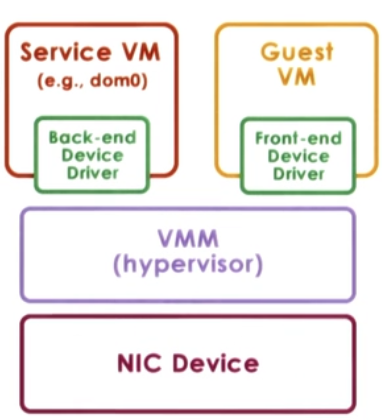 Service VM
(e.g., dom0)
Back-end
Device
Driver
Guest
VM
Front-end
Device
Driver
VMM
(hypervisor)
NIC Device